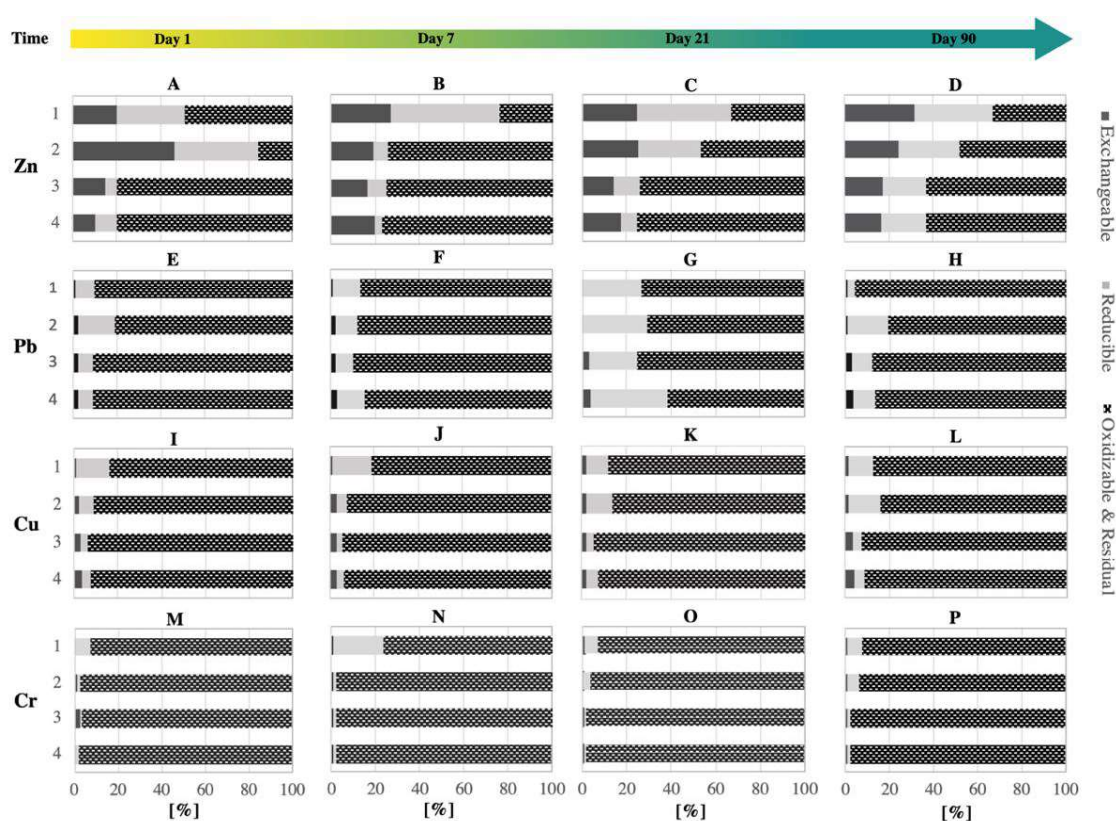 Time Day 1 Day 7 Day 21 Day 90
A B C D
Zn
1
2
3
4
E F G H
Pb
1
2
3
4
I J K L
Cu
1
2
3
4
M N O P
Cr
1
2
3
4
0 20 40 60 80 100 0 20 40 60 80 100 0 20 40 60 80 100 0 20 40 60 80 100
[%] [%] [%] [%]
Exchangeable
Reducible
Oxidizable & Residual